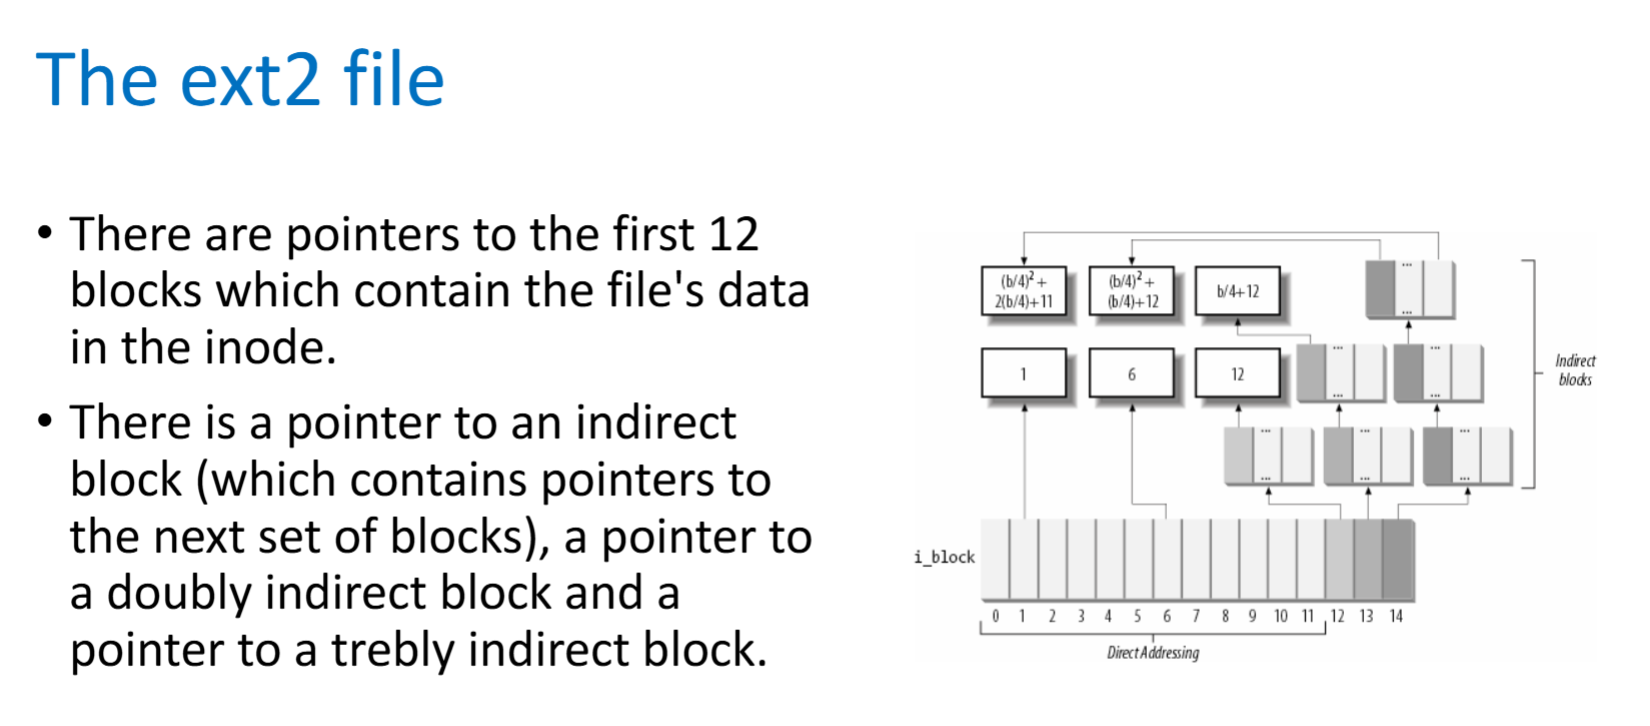 The ext2 file
• There are pointers to the first 12
blocks which contain the file's data
in the inode.
• There is a pointer to an indirect
block (which contains pointers to
the next set of blocks), a pointer to
a doubly indirect block and a
pointer to a trebly indirect block.
(b/4)² +
2(b/4)+11
(b/4)² +
(b/4)+12
b/4+12
...
...
1
6
12
...
...
...
...
Indirect
blocks
...
...
...
...
...
...
i_block
0 1 2 3 4 5 6 7 8 9 10 11 12 13 14
Direct Addressing